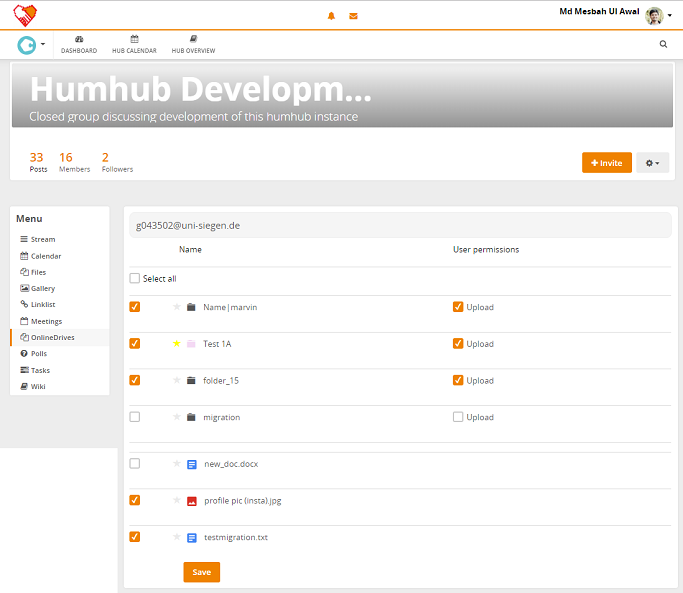 Md Mesbah Ul Awal
DASHBOARD
HUB CALENDAR
HUB OVERVIEW
Humhub Developm...
Closed group discussing development of this humhub instance
33 16 2
Posts Members Followers
Invite
Menu
Stream
Calendar
Files
Gallery
Linklist
Meetings
OnlineDrives
Polls
Tasks
Wiki
g043502@uni-siegen.de
Name User permissions
Select all
Name|marvin Upload
Test 1A Upload
folder_15 Upload
migration Upload
new_doc.docx
profile pic (insta).jpg
testmigration.txt
Save